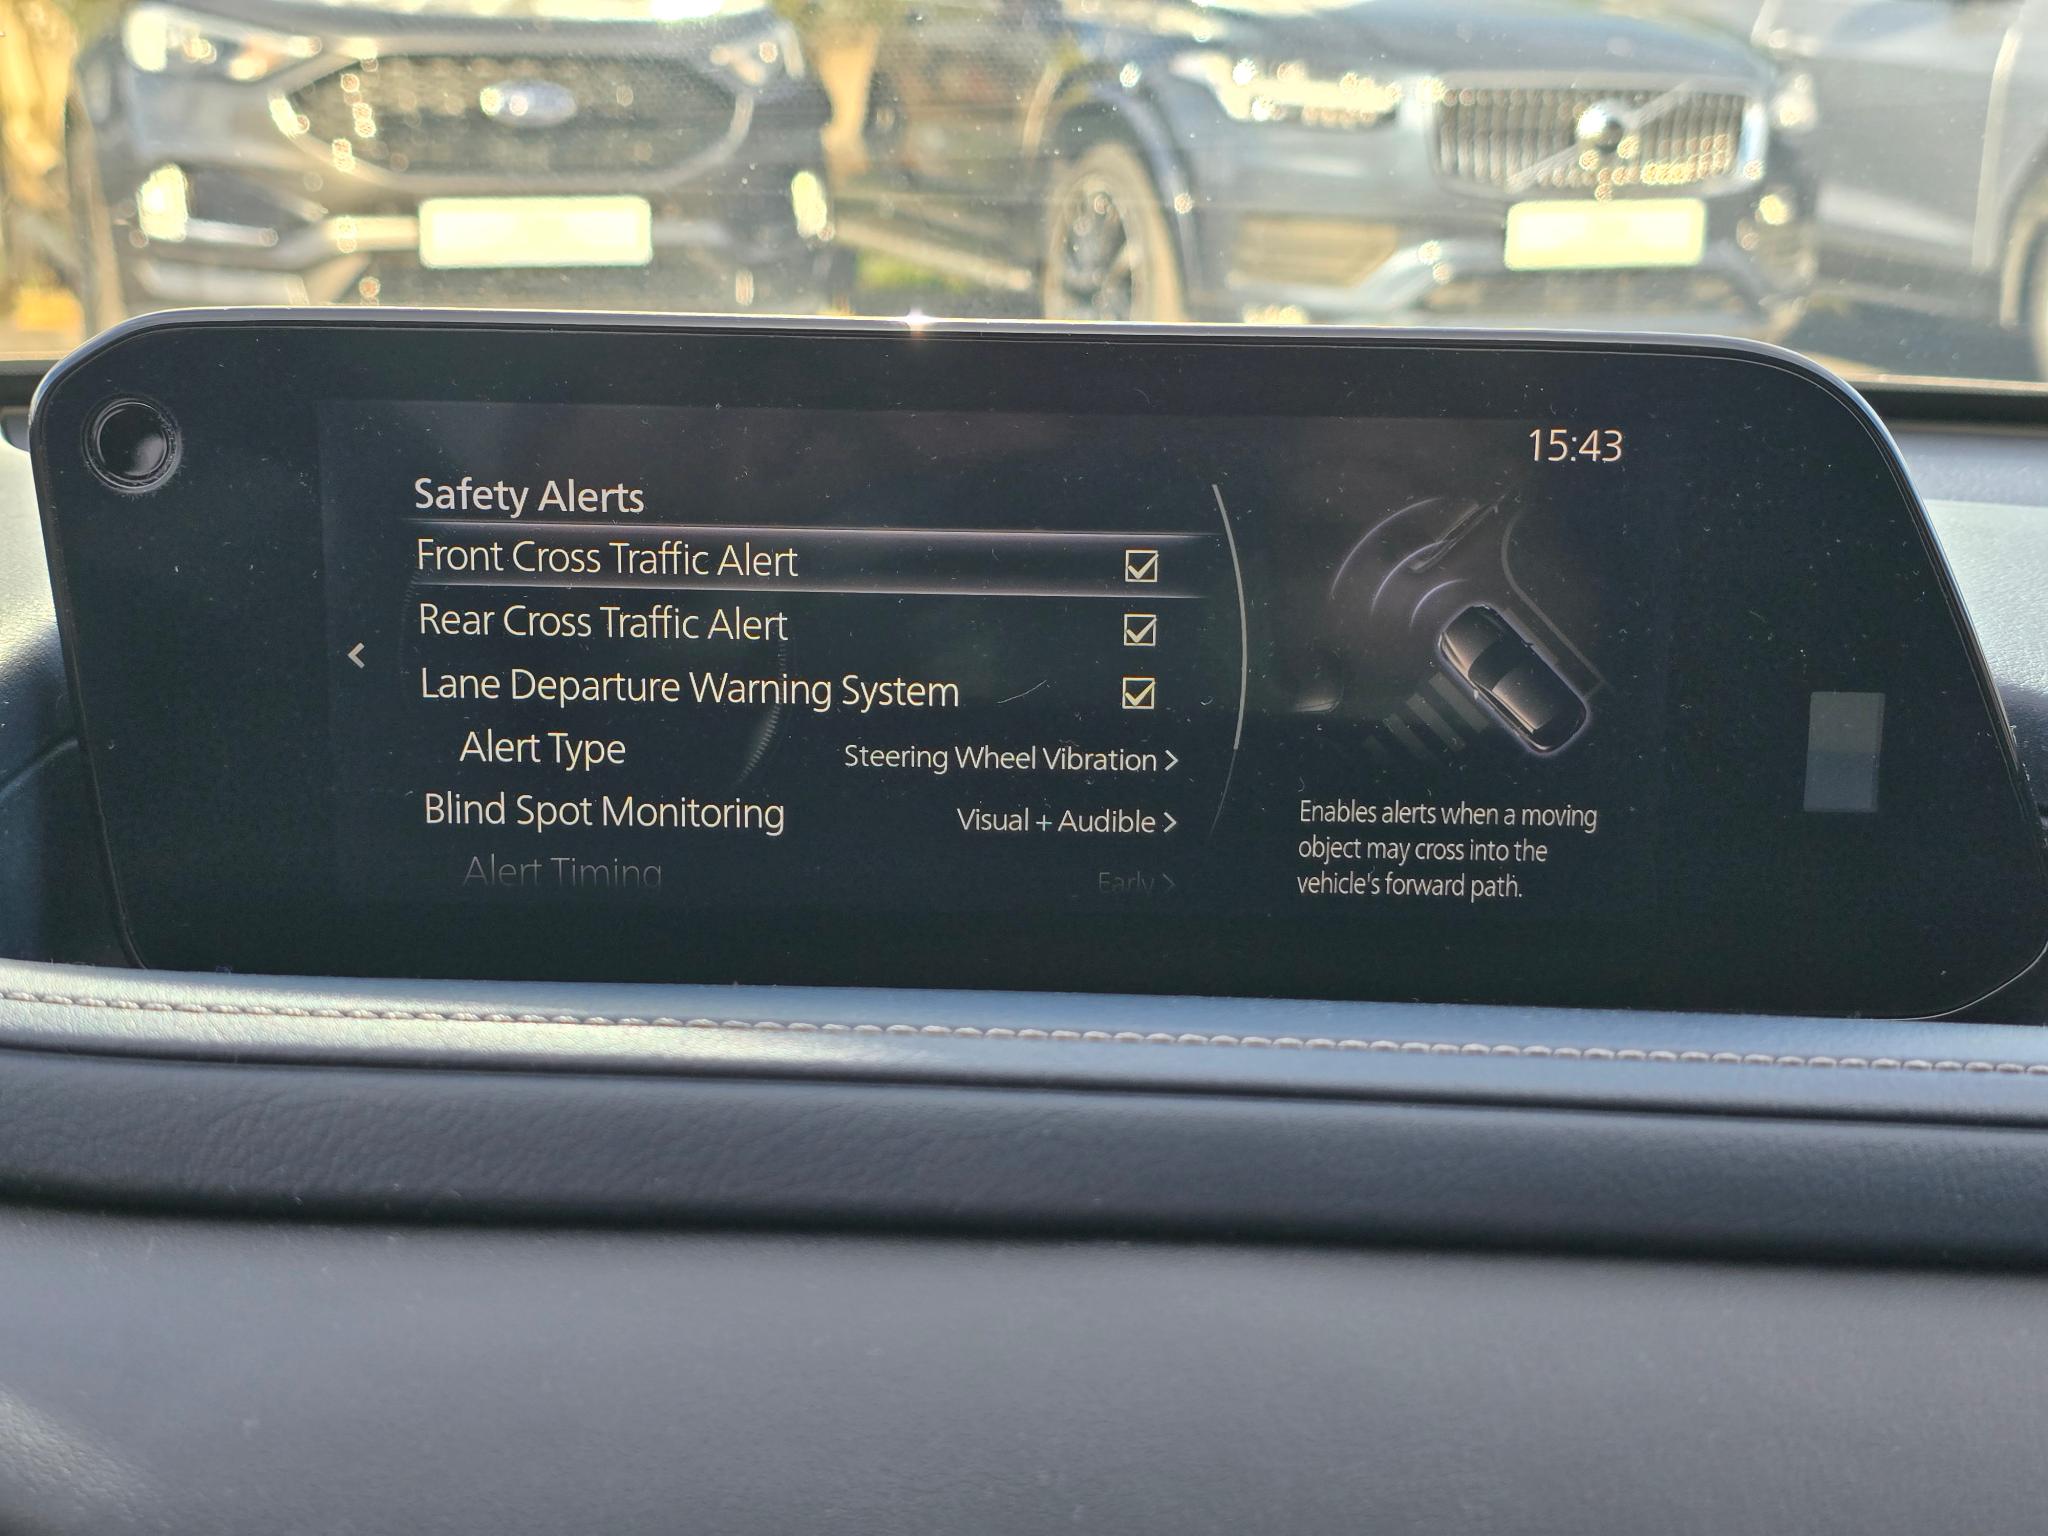 15:43
Safety Alerts
Front Cross Traffic Alert
Rear Cross Traffic Alert
Lane Departure Warning System
Alert Type Steering Wheel Vibration >
Blind Spot Monitoring Visual + Audible >
Alert Timing Early >
Enables alerts when a moving
object may cross into the
vehicle's forward path.
Ford